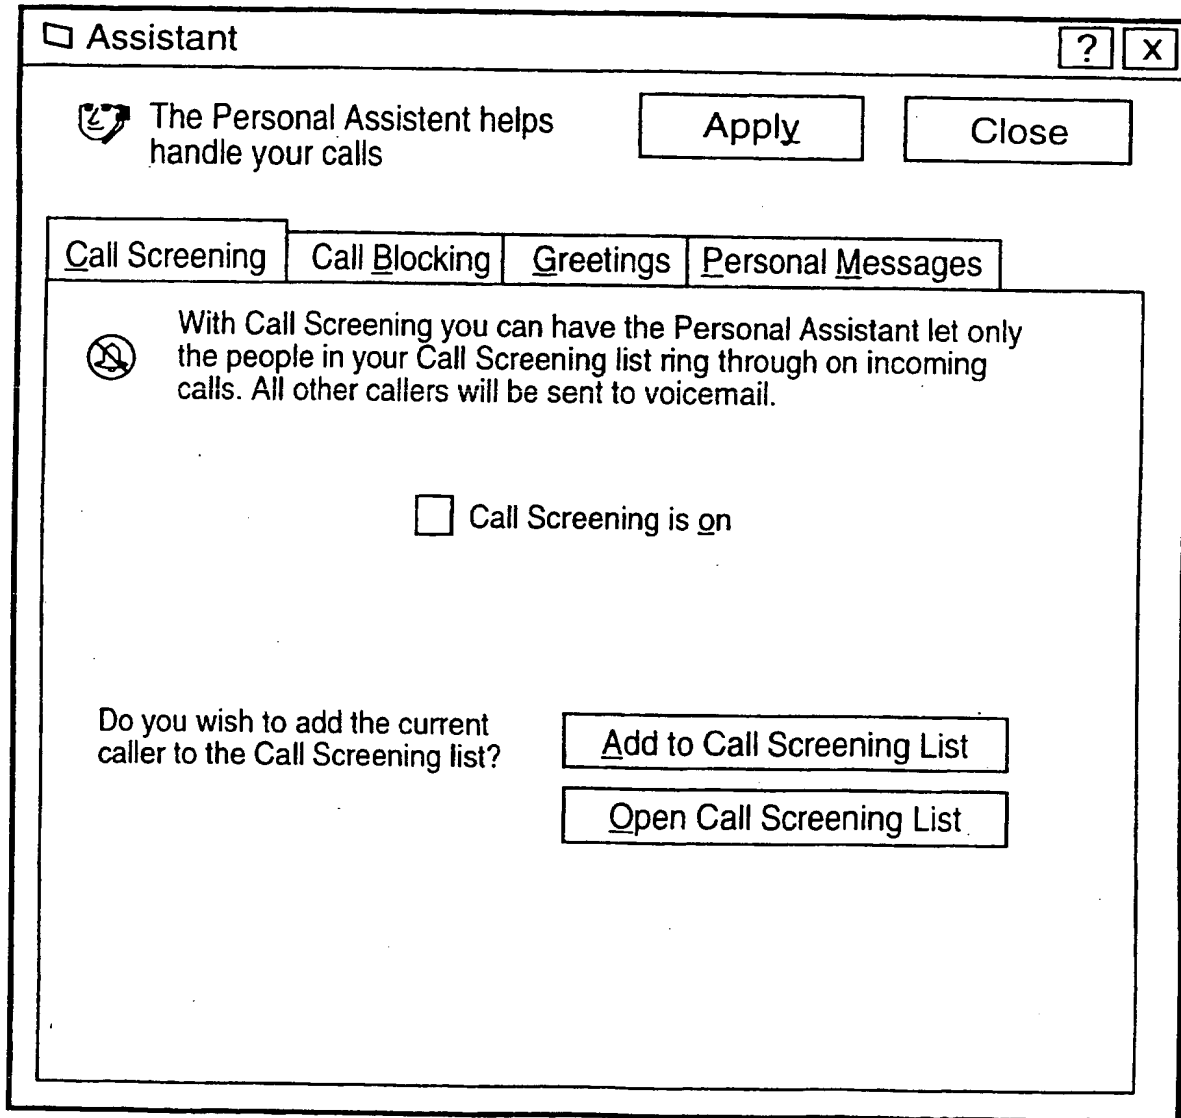 Assistant
? X
The Personal Assistent helps
handle your calls
Apply
Close
Call Screening
Call Blocking
Greetings
Personal Messages
With Call Screening you can have the Personal Assistant let only
the people in your Call Screening list ring through on incoming
calls. All other callers will be sent to voicemail.
Call Screening is on
Do you wish to add the current
caller to the Call Screening list?
Add to Call Screening List
Open Call Screening List